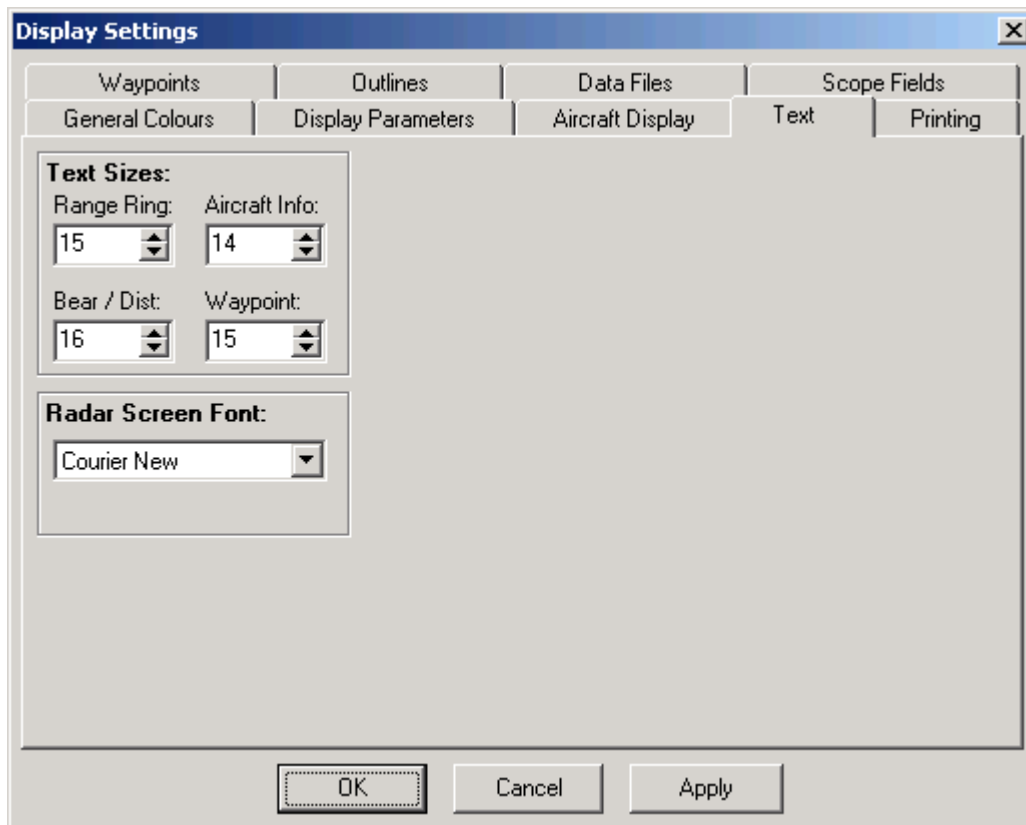 Display Settings
Waypoints Outlines Data Files Scope Fields
General Colours Display Parameters Aircraft Display Text Printing
Text Sizes:
Range Ring: Aircraft Info:
15 14
Bear / Dist: Waypoint:
16 15
Radar Screen Font:
Courier New
OK Cancel Apply